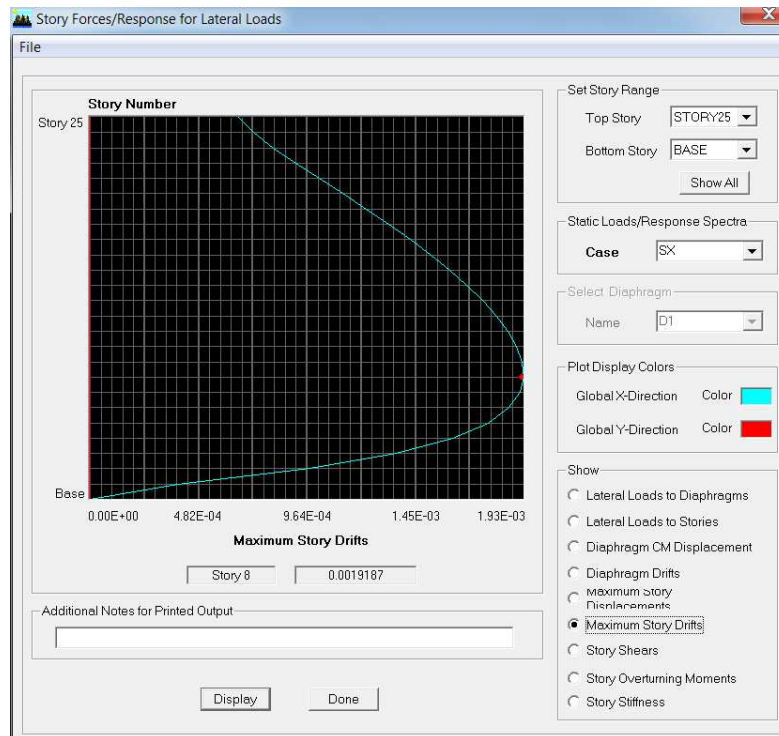 Story Forces/Response for Lateral Loads
X
File
Story Number
Story 25
Base
0.00E+00 4.82E-04 9.64E-04 1.45E-03 1.93E-03
Maximum Story Drifts
Story 8 0.0019187
Additional Notes for Printed Output
Display Done
Set Story Range
Top Story STORY25
Bottom Story BASE
Show All
Static Loads/Response Spectra
Case SX
Select Diaphragm
Name D1
Plot Display Colors
Global X-Direction Color
Global Y-Direction Color
Show
Lateral Loads to Diaphragms
Lateral Loads to Stories
Diaphragm CM Displacement
Diaphragm Drifts
Maximum Story
Displacements
Maximum Story Drifts
Story Shears
Story Overturning Moments
Story Stiffness